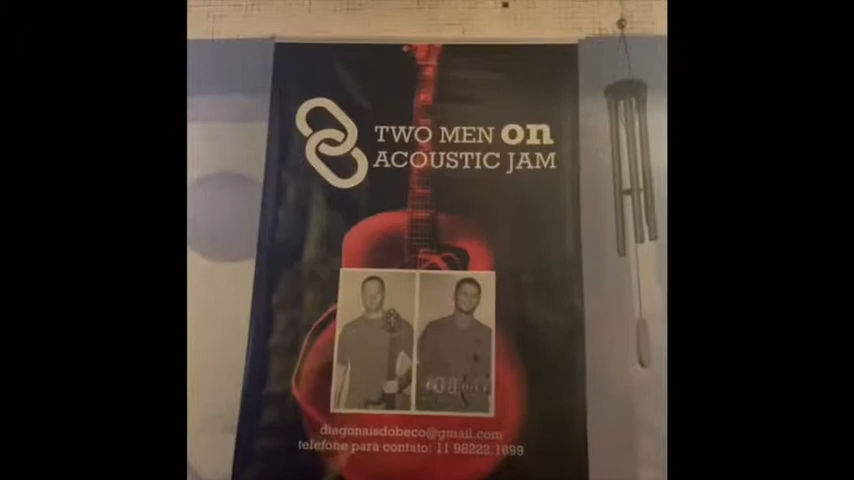 TWO MEN on
ACOUSTIC JAM
diagonaisdobeco@gmail.com
telefone para contato: 11 98222.1699